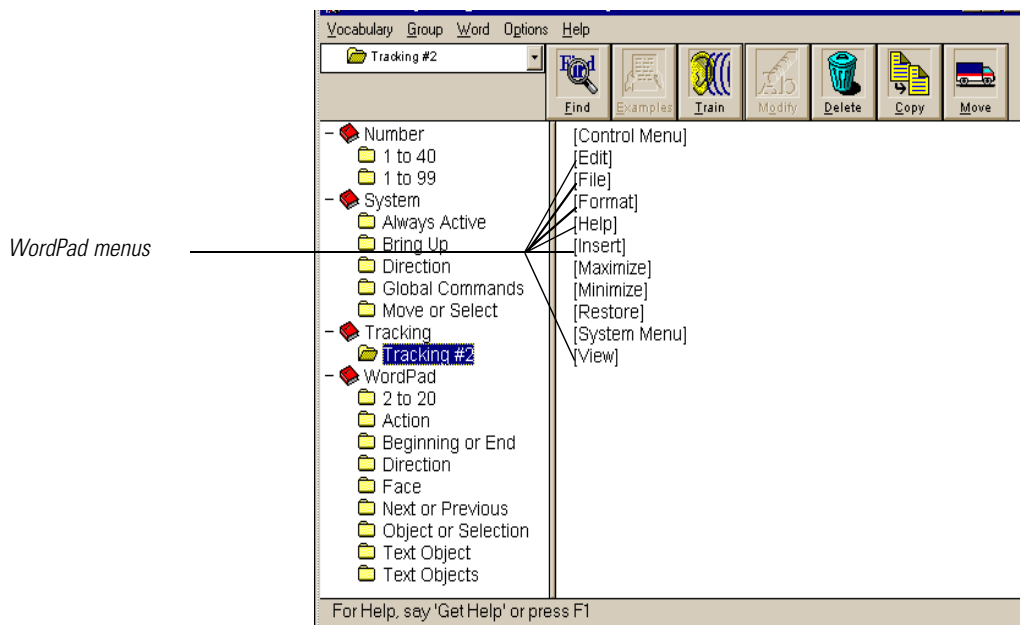 Vocabulary Group Word Options Help
Tracking #2
Find
Find Examples Train Modify Delete Copy Move
WordPad menus
Number
1 to 40
1 to 99
System
Always Active
Bring Up
Direction
Global Commands
Move or Select
Tracking
Tracking #2
WordPad
2 to 20
Action
Beginning or End
Direction
Face
Next or Previous
Object or Selection
Text Object
Text Objects
[Control Menu]
[Edit]
[File]
[Format]
[Help]
[Insert]
[Maximize]
[Minimize]
[Restore]
[System Menu]
[View]
For Help, say 'Get Help' or press F1